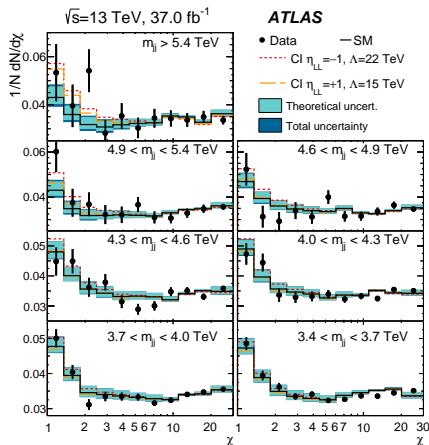 √s=13 TeV, 37.0 fb⁻¹ ATLAS
1/N dN/dχ
m_jj > 5.4 TeV
Data — SM
CI η_LL=−1, Λ=22 TeV
CI η_LL=+1, Λ=15 TeV
Theoretical uncert.
Total uncertainty
0.06
0.04
4.9 < m_jj < 5.4 TeV
4.6 < m_jj < 4.9 TeV
0.06
0.04
4.3 < m_jj < 4.6 TeV
4.0 < m_jj < 4.3 TeV
0.05
0.04
0.03
3.7 < m_jj < 4.0 TeV
3.4 < m_jj < 3.7 TeV
0.05
0.04
0.03
1 2 3 4 5 6 7 10 20 χ
1 2 3 4 5 6 7 10 20 30 χ